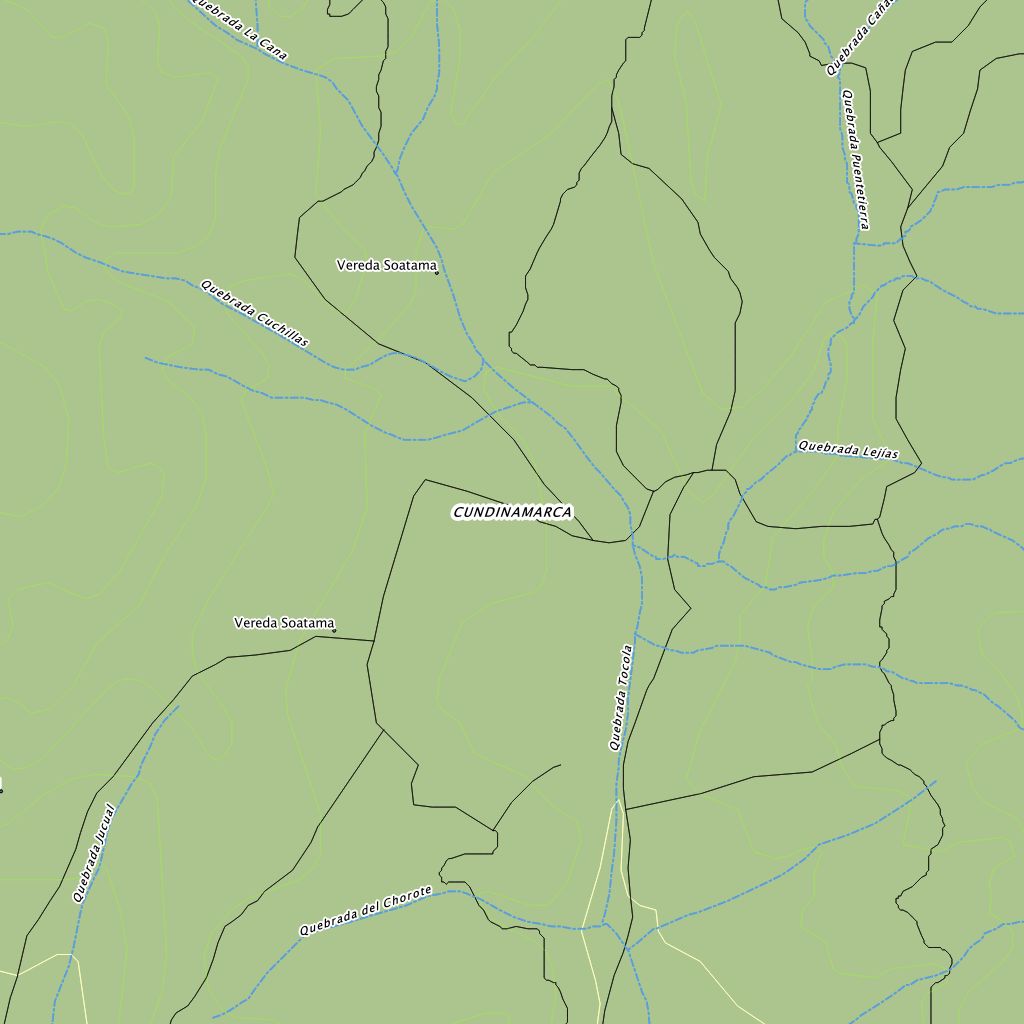 Quebrada La Cana
Quebrada Cañas
Quebrada Puentetierra
Vereda Soatama
Quebrada Cuchillas
Quebrada Lejías
CUNDINAMARCA
Vereda Soatama
Quebrada Tocola
Quebrada Jucual
Quebrada del Chorote